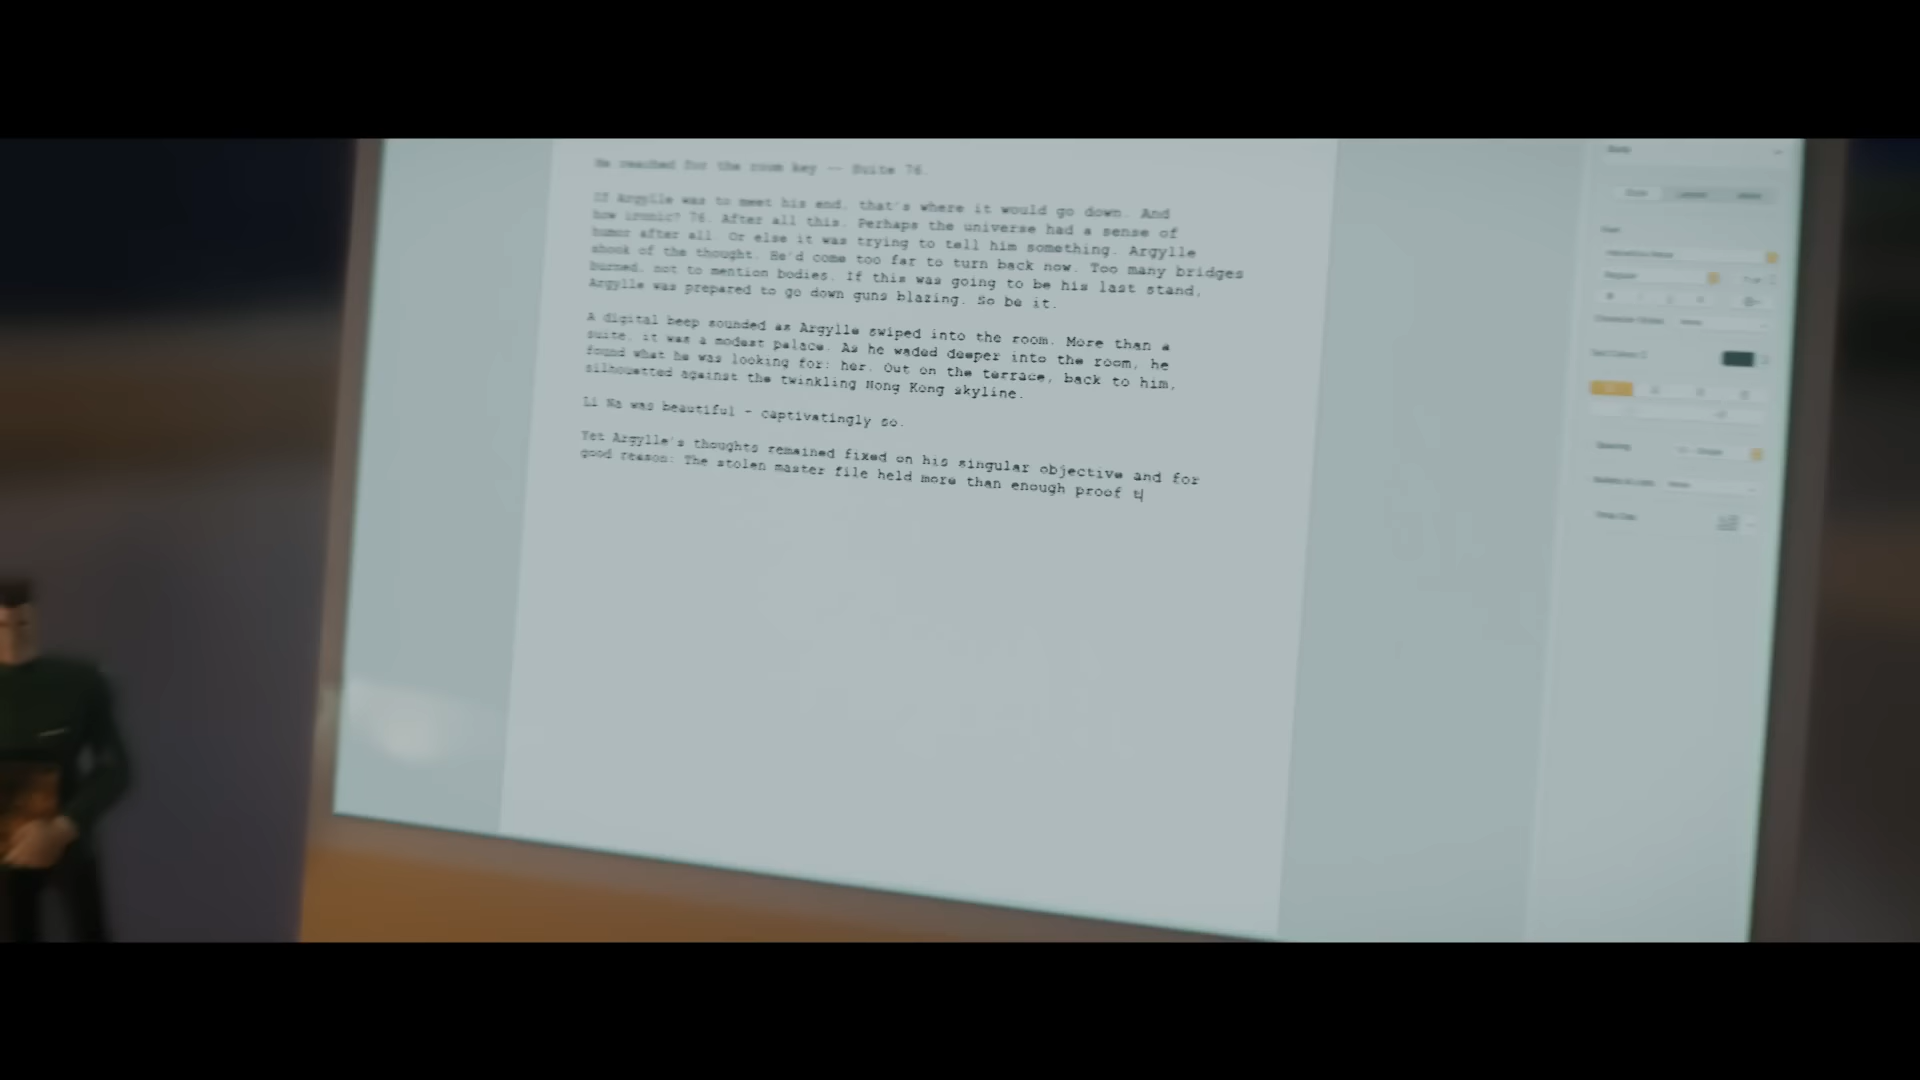 He reached for the room key -- Suite 76.
If Argylle was to meet his end, that's where it would go down. And
how ironic? 76. After all this. Perhaps the universe had a sense of
humor after all. Or else it was trying to tell him something. Argylle
shook of the thought. He'd come too far to turn back now. Too many bridges
burned, not to mention bodies. If this was going to be his last stand,
Argylle was prepared to go down guns blazing. So be it.
A digital beep sounded as Argylle swiped into the room. More than a
suite, it was a modest palace. As he waded deeper into the room, he
found what he was looking for: her. Out on the terrace, back to him,
silhouetted against the twinkling Hong Kong skyline.
Li Na was beautiful - captivatingly so.
Yet Argylle's thoughts remained fixed on his singular objective and for
good reason: The stolen master file held more than enough proof t
Body
Font
Regular
Spacing